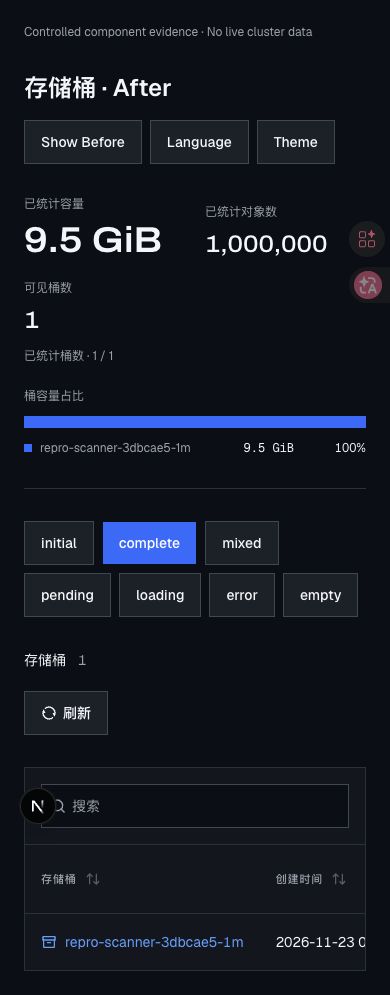 Controlled component evidence · No live cluster data
存储桶 · After
Show Before
Language
Theme
已统计容量
9.5 GiB
已统计对象数
1,000,000
可见桶数
1
已统计桶数 · 1 / 1
桶容量占比
repro-scanner-3dbcae5-1m 9.5 GiB 100%
initial
complete
mixed
pending
loading
error
empty
存储桶 1
刷新
N
搜索
存储桶 创建时间
repro-scanner-3dbcae5-1m 2026-11-23 0